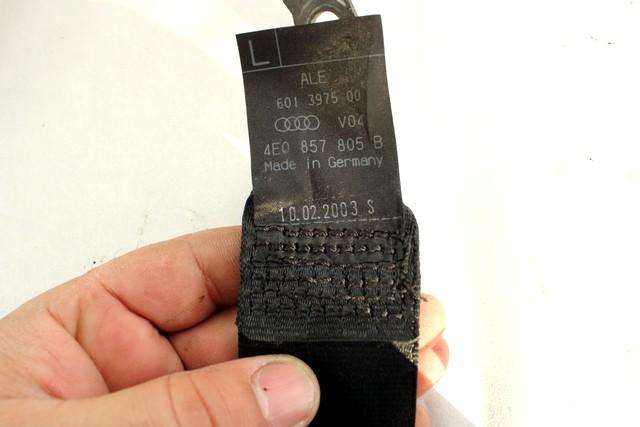 L
ALE
601 3975 00
V04
4E0 857 805 B
Made in Germany
10.02.2003 S